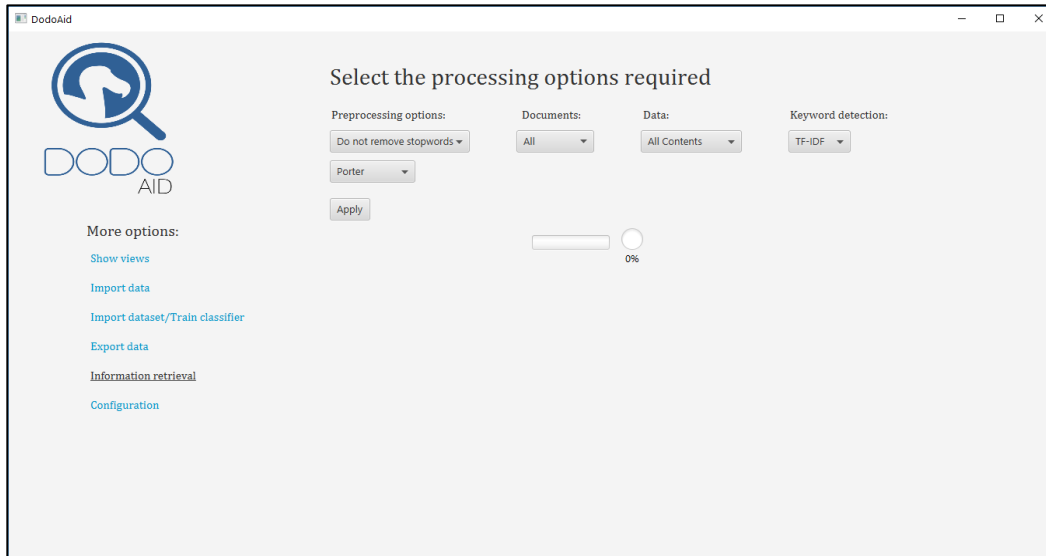 DodoAid
DODO
AID
Select the processing options required
Preprocessing options:
Documents:
Data:
Keyword detection:
Do not remove stopwords
All
All Contents
TF-IDF
Porter
Apply
0%
More options:
Show views
Import data
Import dataset/Train classifier
Export data
Information retrieval
Configuration